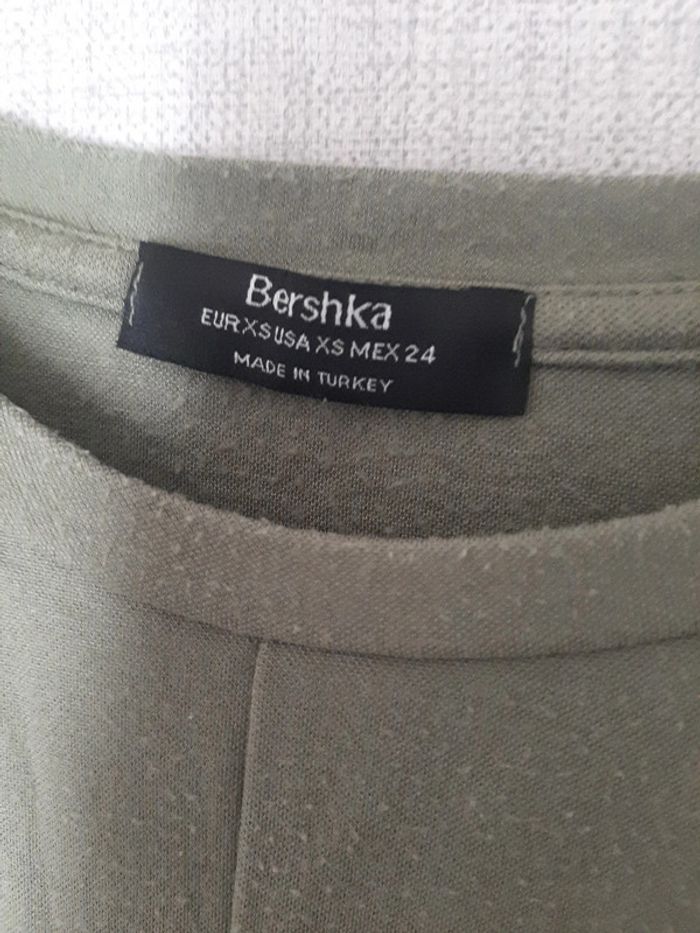 Bershka
EUR XS USA XS MEX 24
MADE IN TURKEY